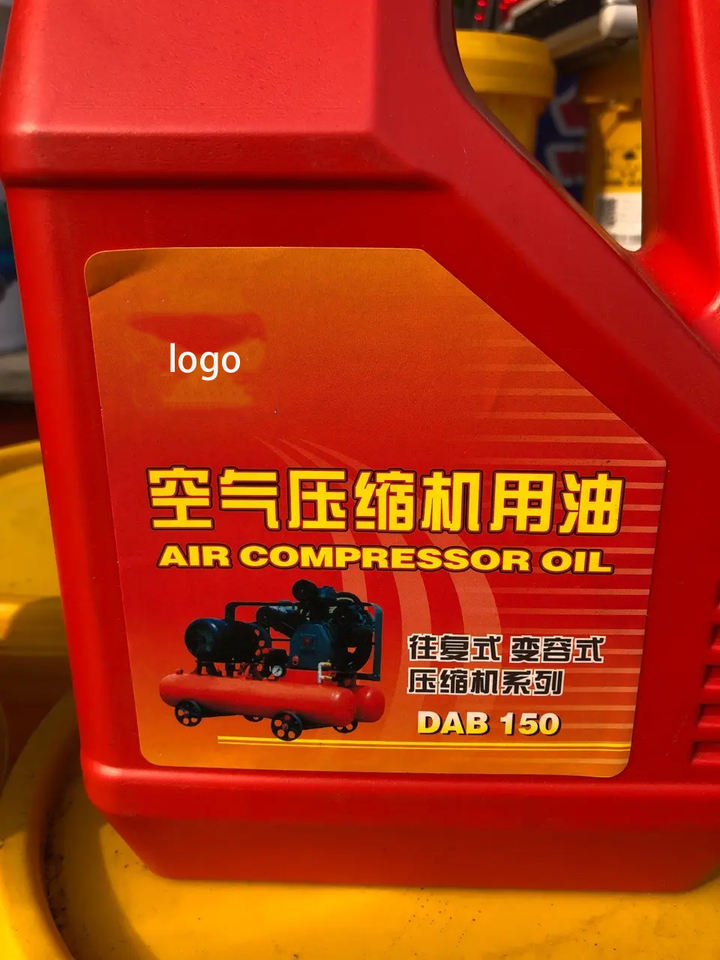 logo
空气压缩机用油
AIR COMPRESSOR OIL
往复式 变容式
压缩机系列
DAB 150